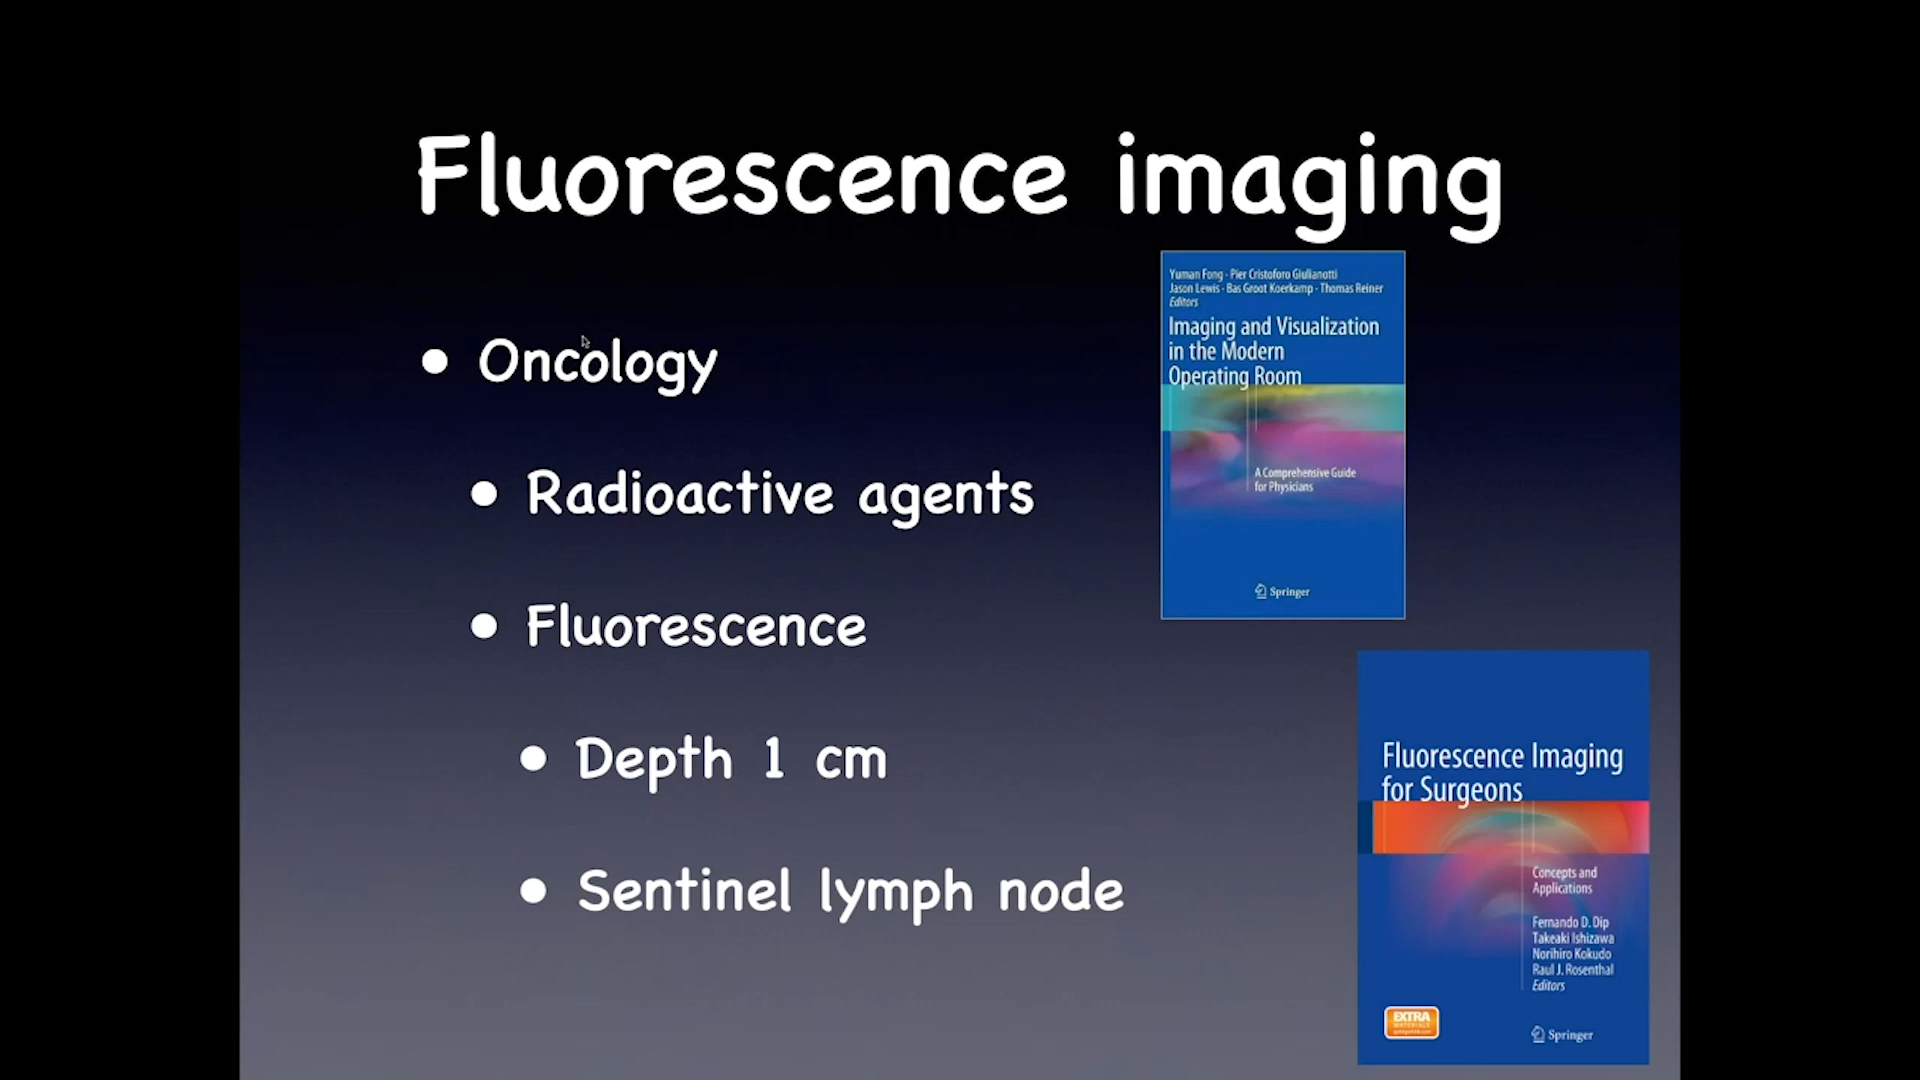 Fluorescence imaging
• Oncology
• Radioactive agents
• Fluorescence
• Depth 1 cm
• Sentinel lymph node
Yuman Fong · Pier Cristoforo Giulianotti
Jason Lewis · Bas Groot Koerkamp · Thomas Reiner
Editors
Imaging and Visualization
in the Modern
Operating Room
A Comprehensive Guide
for Physicians
Springer
Fluorescence Imaging
for Surgeons
Concepts and
Applications
Fernando D. Dip
Takeaki Ishizawa
Norihiro Kokudo
Raul J. Rosenthal
Editors
EXTRA
MATERIALS
Springer